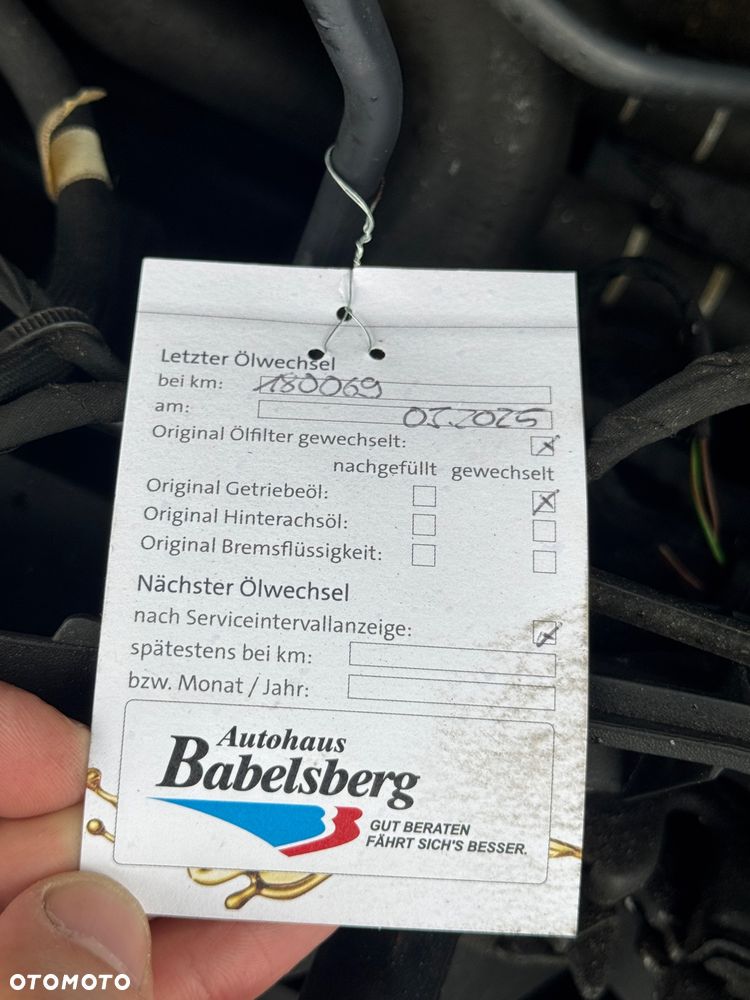 Letzter Ölwechsel
bei km: 180069
am: 05.2025
Original Ölfilter gewechselt:
nachgefüllt gewechselt
Original Getriebeöl:
Original Hinterachsöl:
Original Bremsflüssigkeit:
Nächster Ölwechsel
nach Serviceintervallanzeige:
spätestens bei km:
bzw. Monat / Jahr:
Autohaus
Babelsberg
GUT BERATEN
FÄHRT SICH'S BESSER.
OTOMOTO